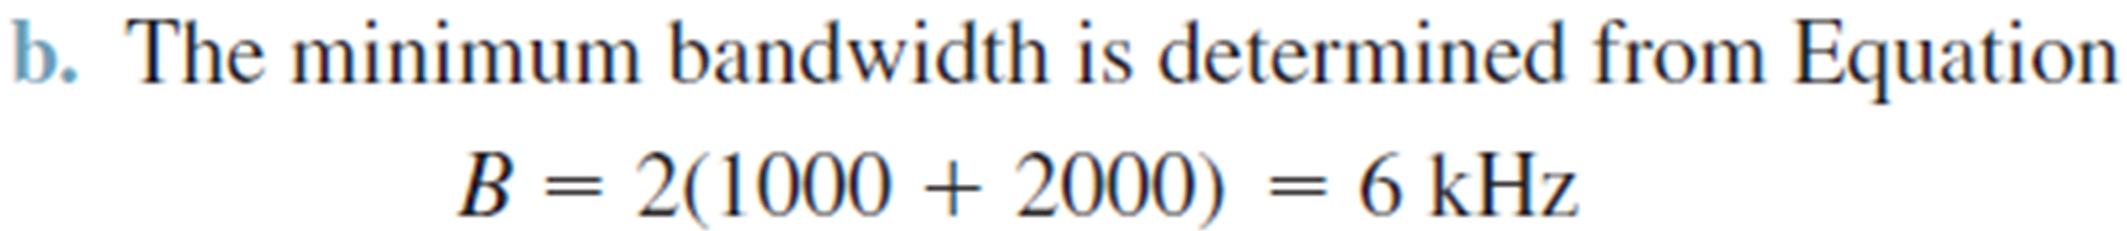 b. The minimum bandwidth is determined from Equation
B = 2(1000 + 2000) = 6 kHz